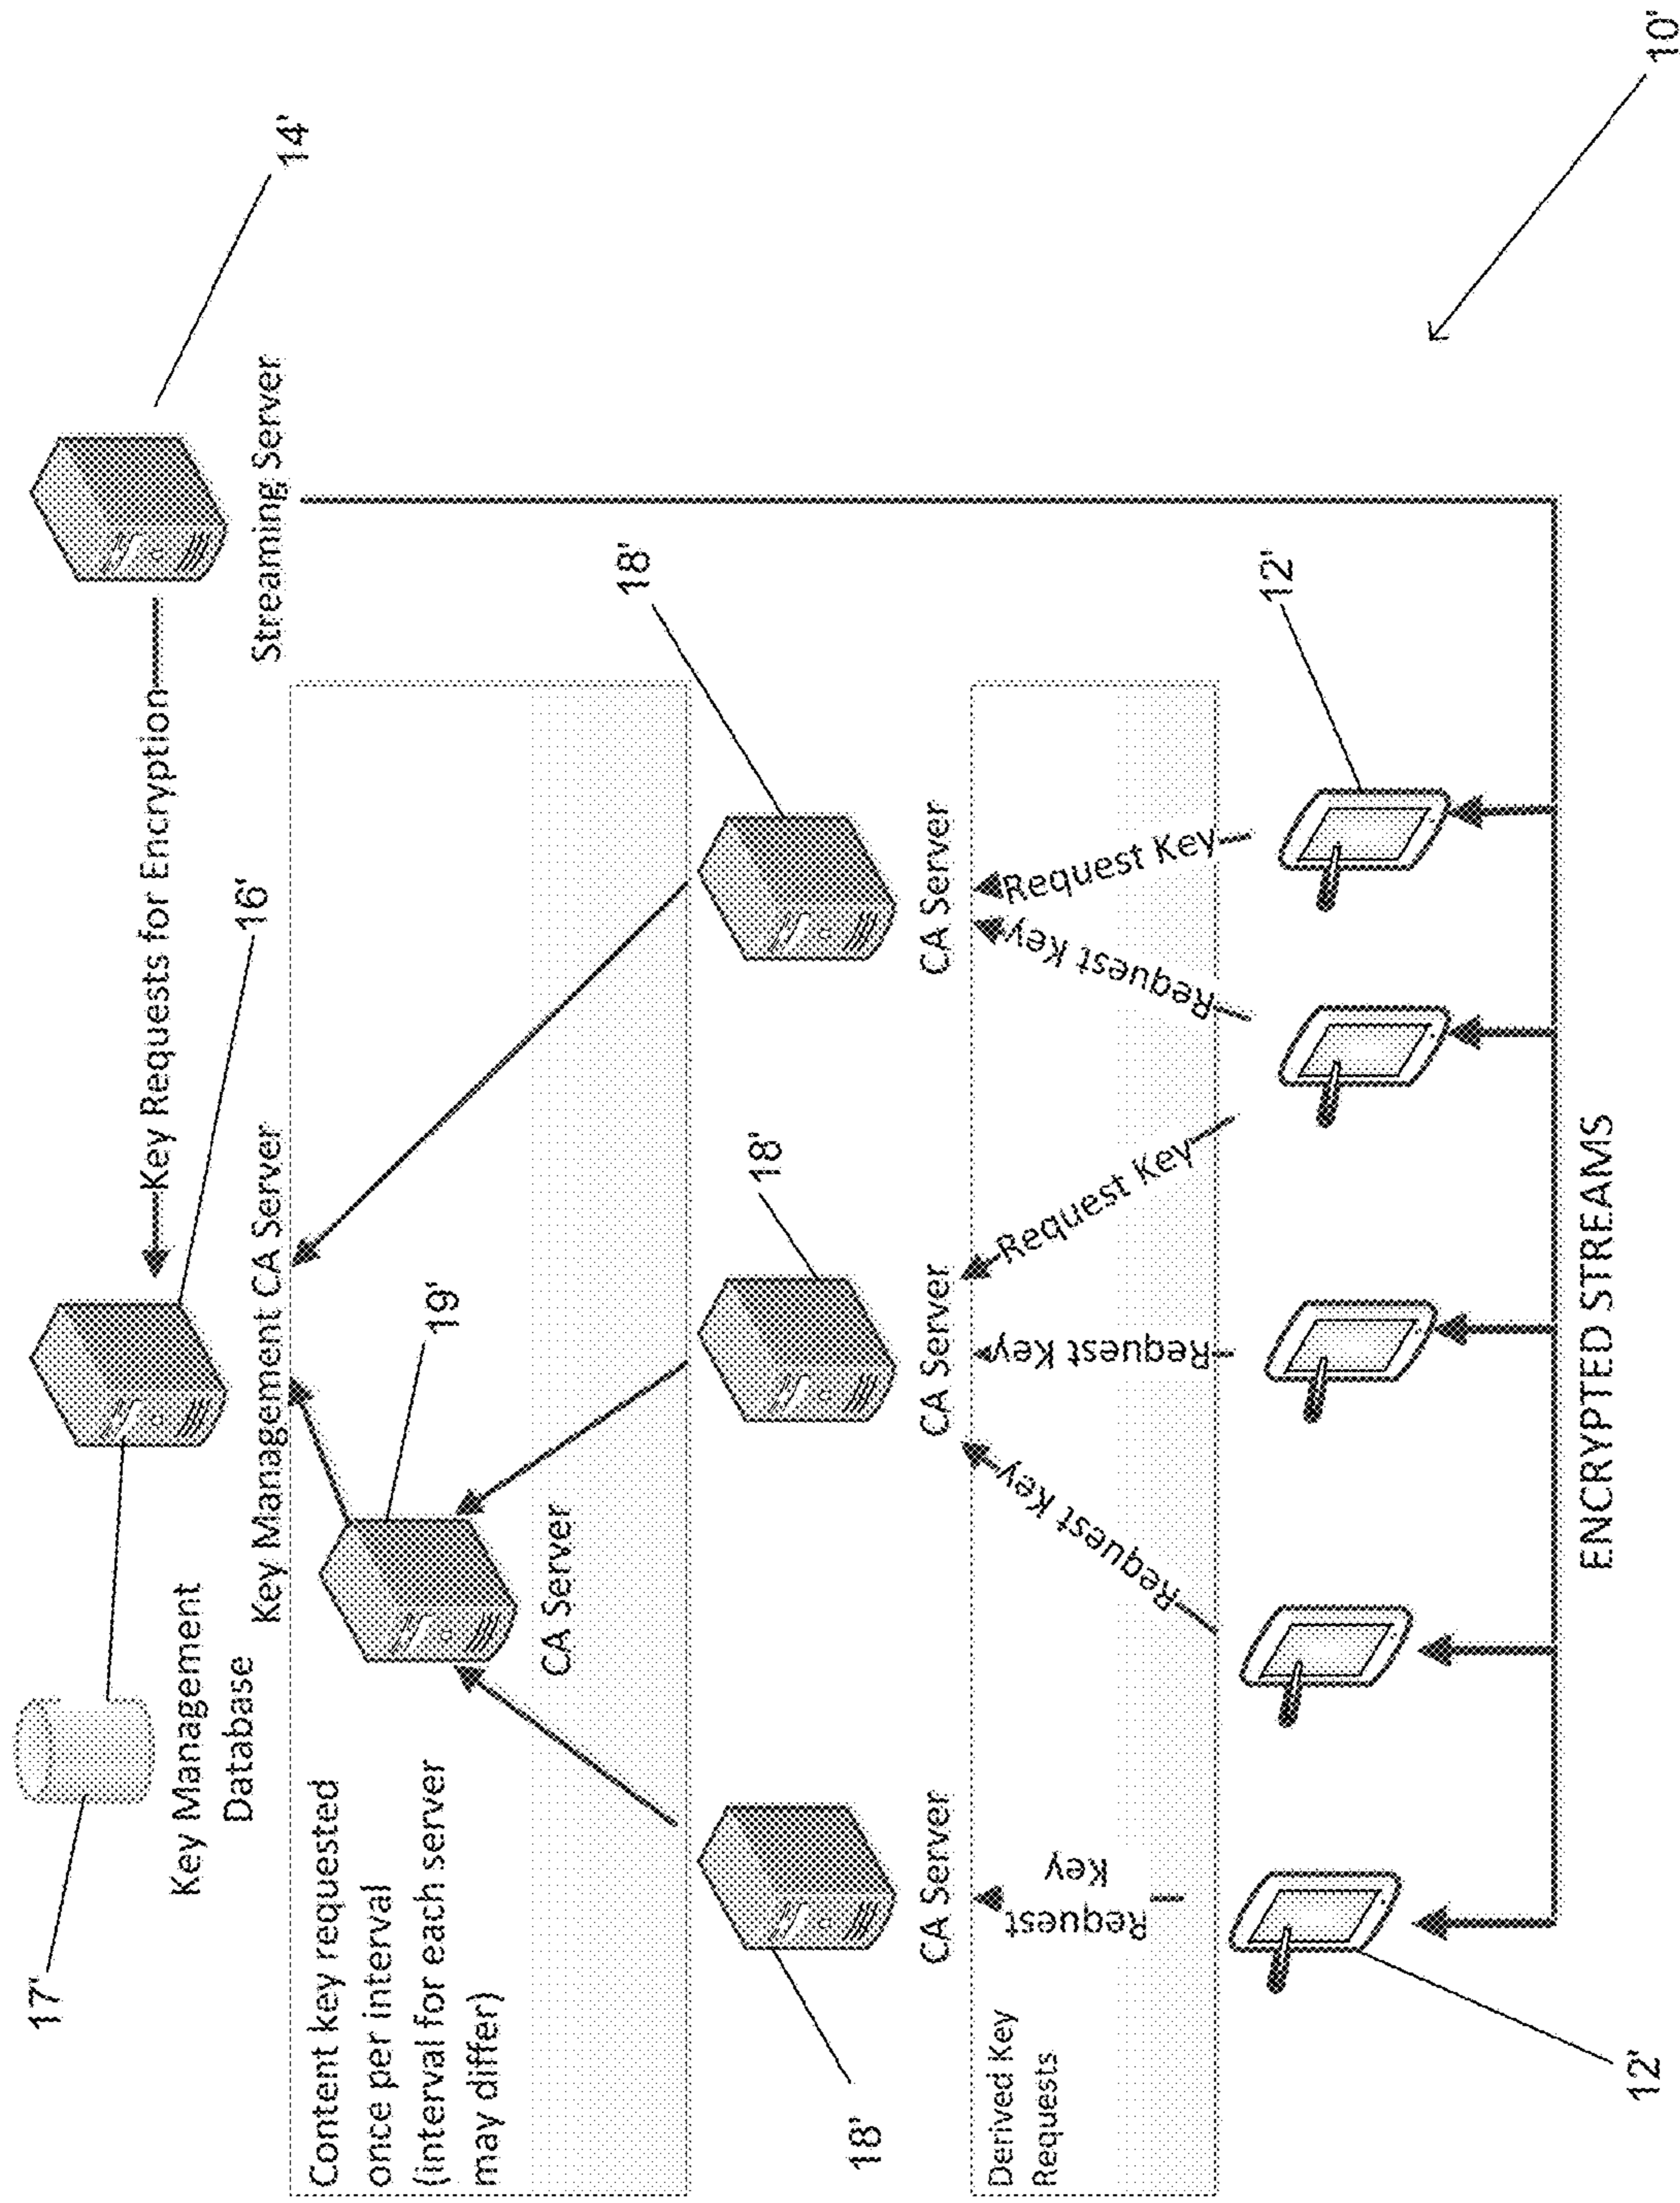 17'
14'
Key Requests for Encryption
16'
Key Management
Database
Key Management CA Server
Streaming Server
Content key requested
once per interval
(interval for each server
may differ)
19'
CA Server
18'
18'
18'
CA Server
CA Server
CA Server
Derived Key
Requests
Request
Key
Request Key
Request Key
Request Key
Request Key
Request Key
12'
12'
ENCRYPTED STREAMS
10'